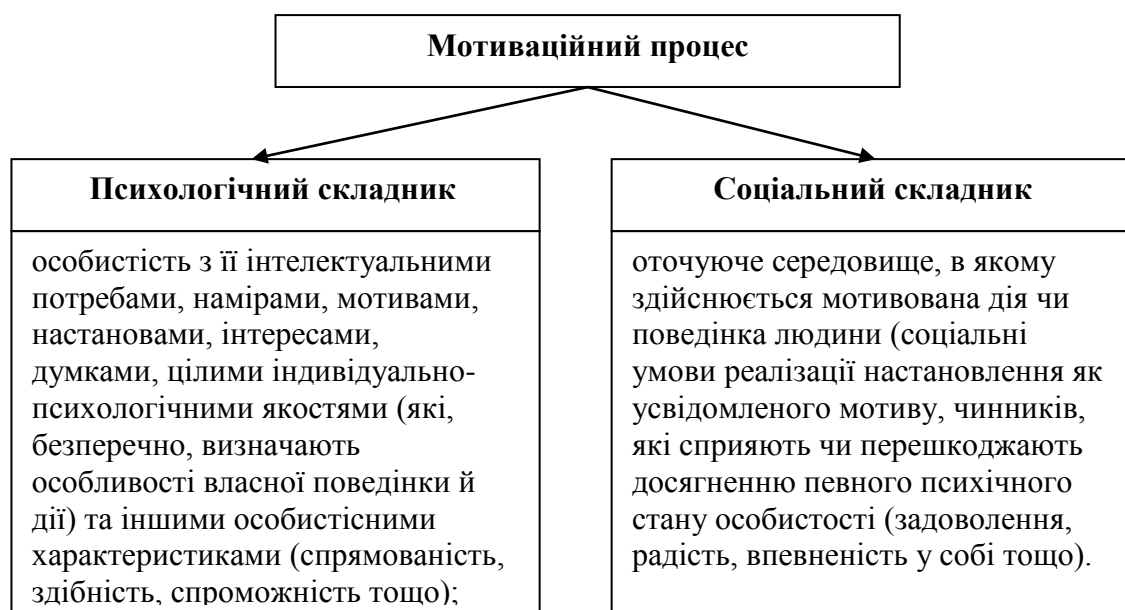 Мотиваційний процес
Психологічний складник
особистість з її інтелектуальними
потребами, намірами, мотивами,
настановами, інтересами,
думками, цілими індивідуально-
психологічними якостями (які,
безперечно, визначають
особливості власної поведінки й
дії) та іншими особистісними
характеристиками (спрямованість,
здібність, спроможність тощо);
Соціальний складник
оточуюче середовище, в якому
здійснюється мотивована дія чи
поведінка людини (соціальні
умови реалізації настановлення як
усвідомленого мотиву, чинників,
які сприяють чи перешкоджають
досягненню певного психічного
стану особистості (задоволення,
радість, впевненість у собі тощо).